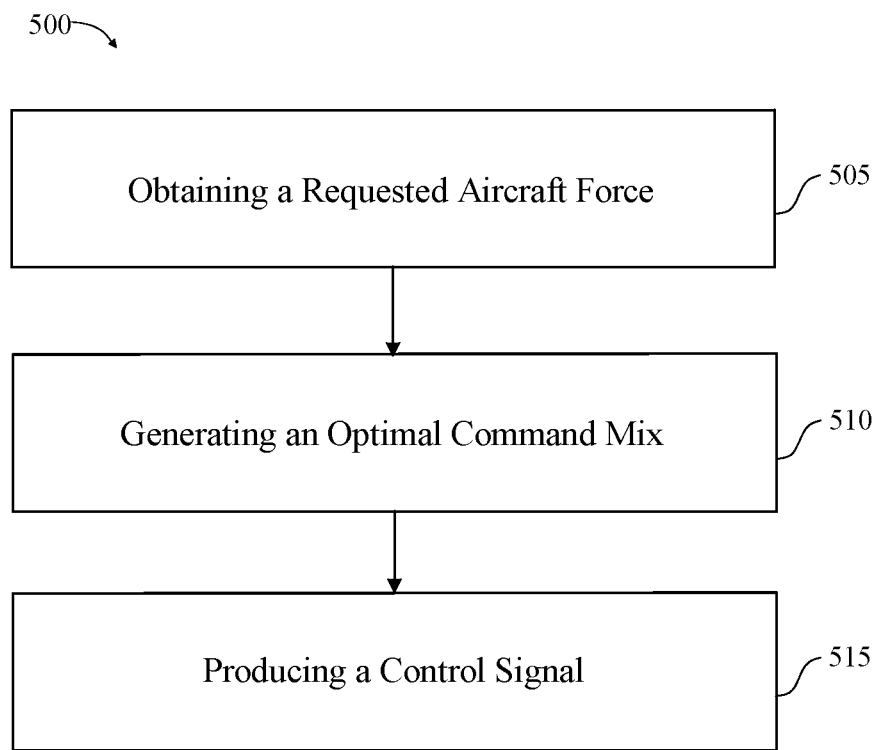 500
Obtaining a Requested Aircraft Force
505
Generating an Optimal Command Mix
510
Producing a Control Signal
515